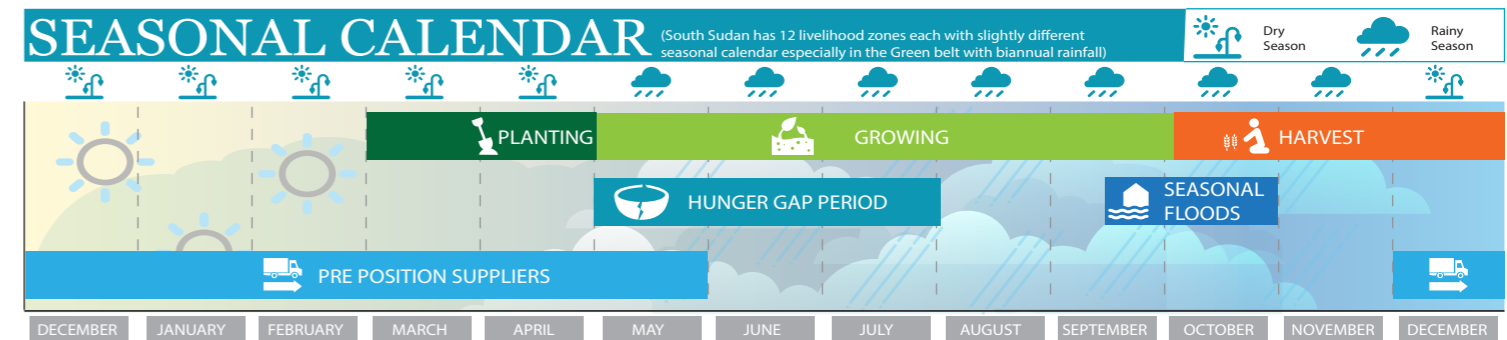 SEASONAL CALENDAR
(South Sudan has 12 livelihood zones each with slightly different
seasonal calendar especially in the Green belt with biannual rainfall)
Dry
Season
Rainy
Season
PLANTING
GROWING
HARVEST
HUNGER GAP PERIOD
SEASONAL
FLOODS
PRE POSITION SUPPLIERS
DECEMBER
JANUARY
FEBRUARY
MARCH
APRIL
MAY
JUNE
JULY
AUGUST
SEPTEMBER
OCTOBER
NOVEMBER
DECEMBER